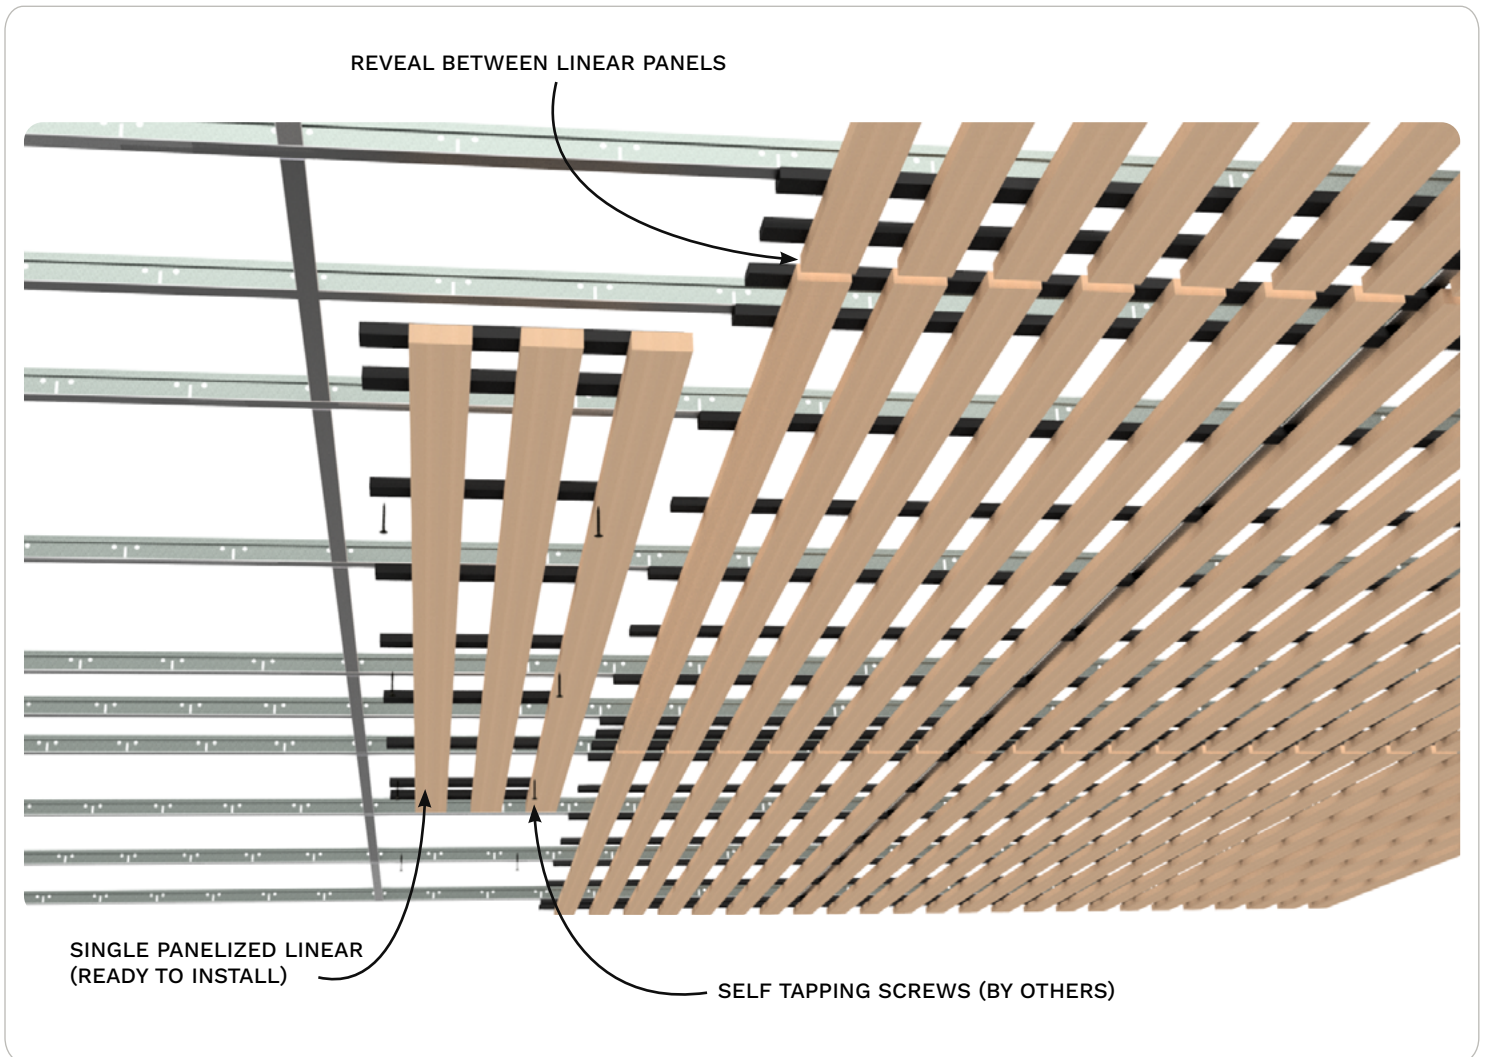 REVEAL BETWEEN LINEAR PANELS
SINGLE PANELIZED LINEAR
(READY TO INSTALL)
SELF TAPPING SCREWS (BY OTHERS)